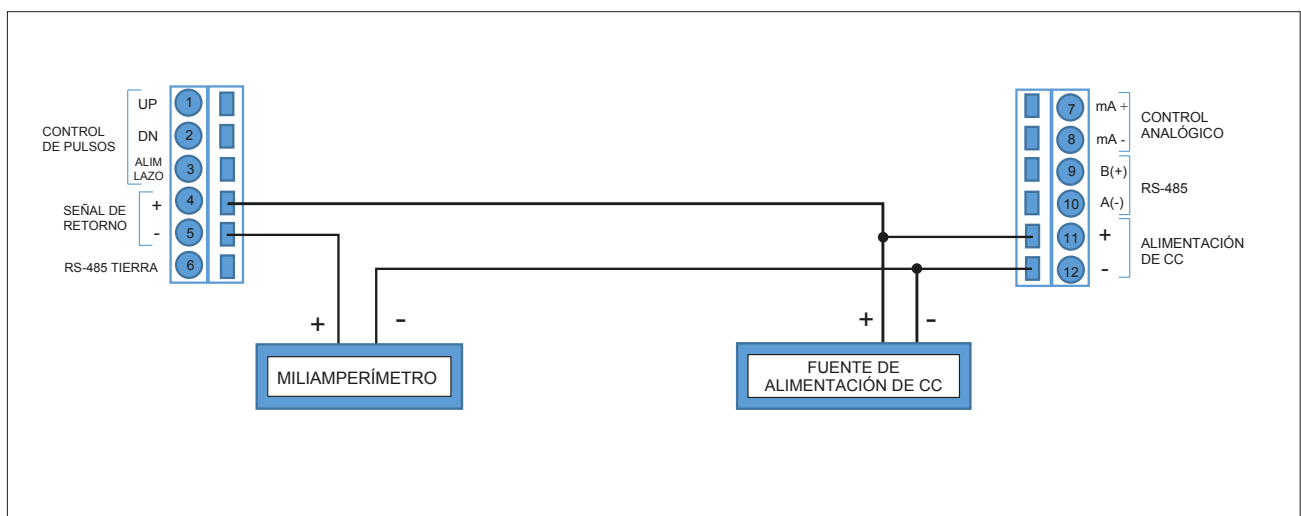 CONTROL
DE PULSOS
UP
1
DN
2
ALIM
LAZO
3
SEÑAL DE
RETORNO
+
4
-
5
RS-485 TIERRA
6
7
mA +
8
mA -
CONTROL
ANALÓGICO
9
B(+)
10
A(-)
RS-485
11
+
12
-
ALIMENTACIÓN
DE CC
+
-
MILIAMPERÍMETRO
+
-
FUENTE DE
ALIMENTACIÓN DE CC